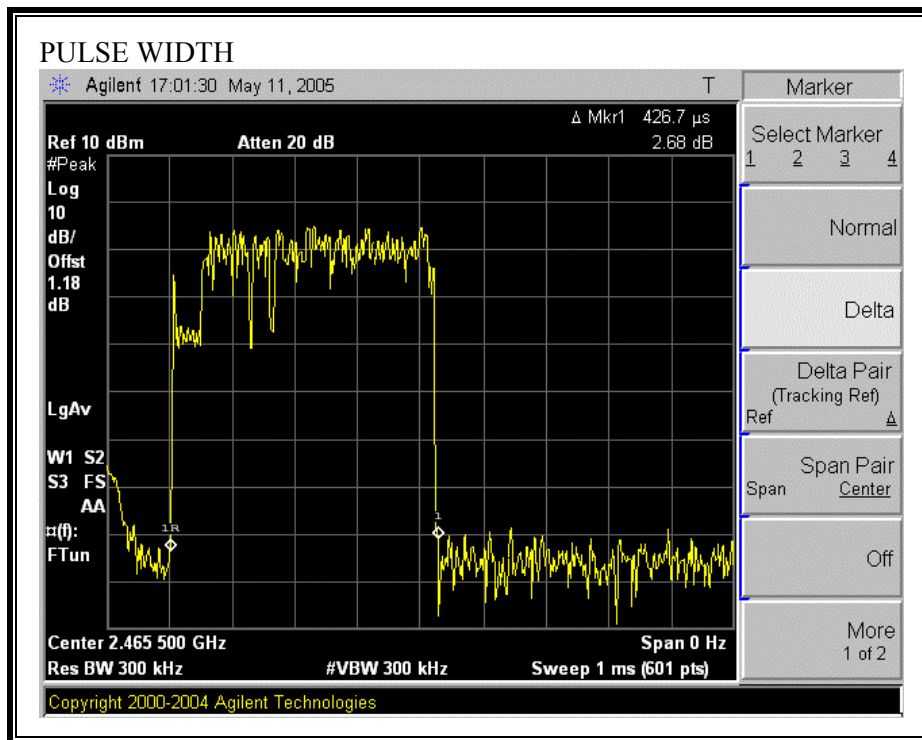 PULSE WIDTH
Agilent 17:01:30 May 11, 2005 T
Δ Mkr1 426.7 µs
Ref 10 dBm Atten 20 dB 2.68 dB
#Peak
Log
10
dB/
Offst
1.18
dB
LgAv
W1 S2
S3 FS
AA
¤(f):
FTun
1R
1
Center 2.465 500 GHz Span 0 Hz
Res BW 300 kHz #VBW 300 kHz Sweep 1 ms (601 pts)
Copyright 2000-2004 Agilent Technologies
Marker
Select Marker
1 2 3 4
Normal
Delta
Delta Pair
(Tracking Ref)
Ref Δ
Span Pair
Span Center
Off
More
1 of 2